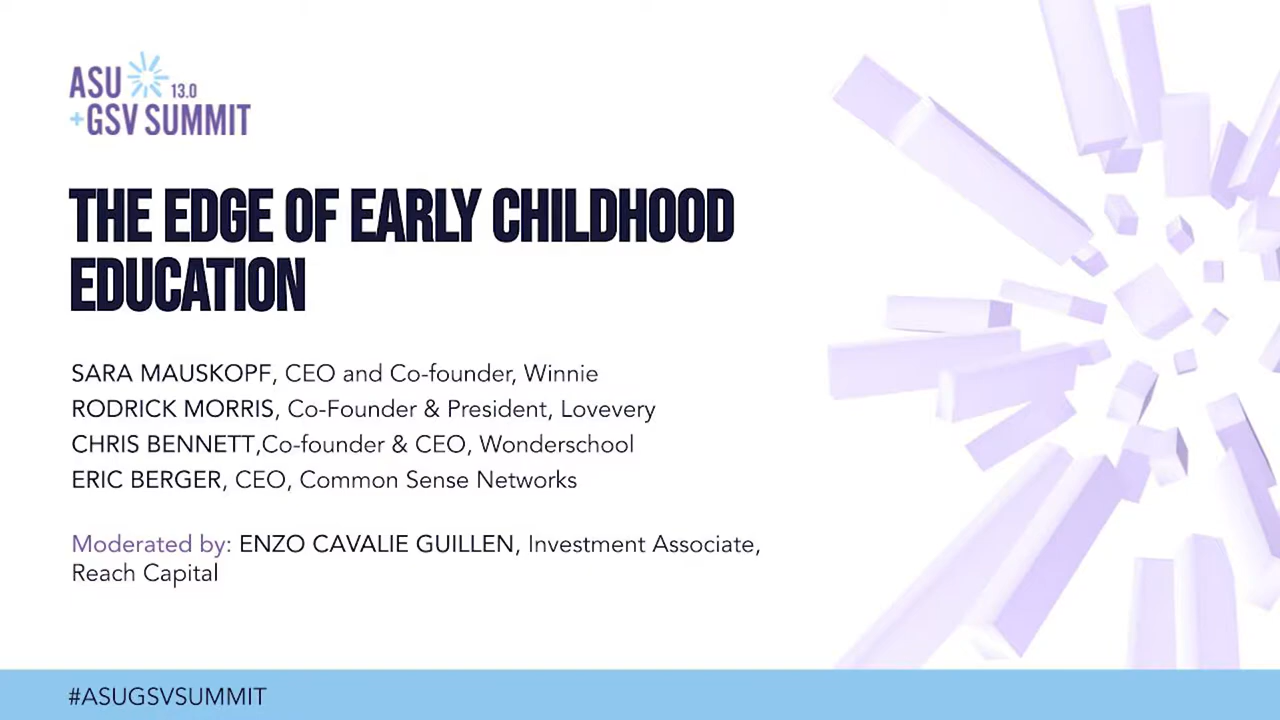 ASU 13.0
+GSV SUMMIT
THE EDGE OF EARLY CHILDHOOD
EDUCATION
SARA MAUSKOPF, CEO and Co-founder, Winnie
RODRICK MORRIS, Co-Founder & President, Lovevery
CHRIS BENNETT,Co-founder & CEO, Wonderschool
ERIC BERGER, CEO, Common Sense Networks
Moderated by: ENZO CAVALIE GUILLEN, Investment Associate,
Reach Capital
#ASUGSVSUMMIT